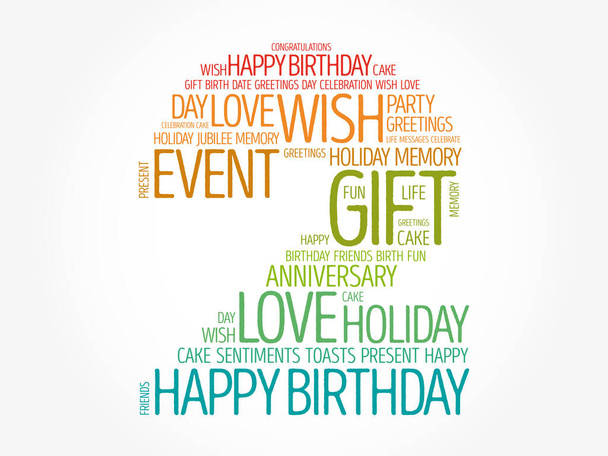 CONGRATULATIONS
WISH HAPPY BIRTHDAY CAKE
GIFT BIRTH DATE GREETINGS DAY CELEBRATION WISH LOVE
DAY LOVE WISH PARTY
GREETINGS
CELEBRATION CAKE
LIFE MESSAGES CELEBRATE
HOLIDAY JUBILEE MEMORY
PRESENT EVENT GREETINGS HOLIDAY MEMORY
GIFT FUN LIFE MEMORY
GREETINGS
HAPPY CAKE
BIRTHDAY FRIENDS BIRTH FUN
ANNIVERSARY
DAY LOVE CAKE
WISH HOLIDAY
CAKE SENTIMENTS TOASTS PRESENT HAPPY
FRIENDS HAPPY BIRTHDAY